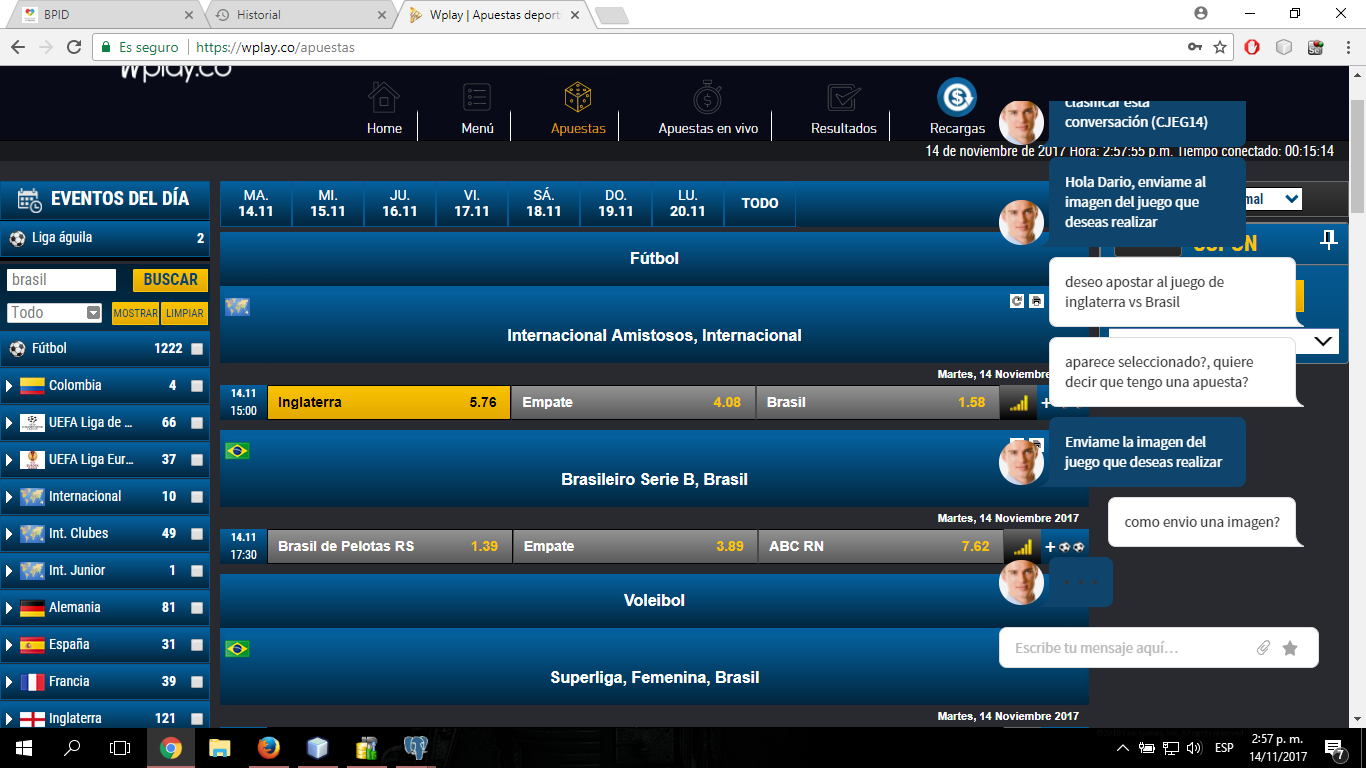 BPID
Historial
Wplay | Apuestas deport
Es seguro
https://wplay.co/apuestas
wplay.co
Home
Menú
Apuestas
Apuestas en vivo
Resultados
Recargas
14 de noviembre de 2017 Hora: 2:57:55 p.m. Tiempo conectado: 00:15:14
EVENTOS DEL DÍA
Liga águila 2
brasil BUSCAR
Todo MOSTRAR LIMPIAR
Fútbol 1222
Colombia 4
UEFA Liga de ... 66
UEFA Liga Eur... 37
Internacional 10
Int. Clubes 49
Int. Junior 1
Alemania 81
España 31
Francia 39
Inglaterra 121
MA. MI. JU. VI. SÁ. DO. LU.
14.11 15.11 16.11 17.11 18.11 19.11 20.11 TODO
Fútbol
Internacional Amistosos, Internacional
Martes, 14 Noviembre
14.11
15:00
Inglaterra 5.76 Empate 4.08 Brasil 1.58 +
Brasileiro Serie B, Brasil
Martes, 14 Noviembre 2017
14.11
17:30
Brasil de Pelotas RS 1.39 Empate 3.89 ABC RN 7.62 +
Voleibol
Superliga, Femenina, Brasil
Martes, 14 Noviembre 2017
mal
clasificar esta
conversación (CJEG14)
Hola Dario, enviame al
imagen del juego que
deseas realizar
deseo apostar al juego de
inglaterra vs Brasil
aparece seleccionado?, quiere
decir que tengo una apuesta?
Enviame la imagen del
juego que deseas realizar
como envio una imagen?
Escribe tu mensaje aquí...
ESP
2:57 p. m.
14/11/2017
7